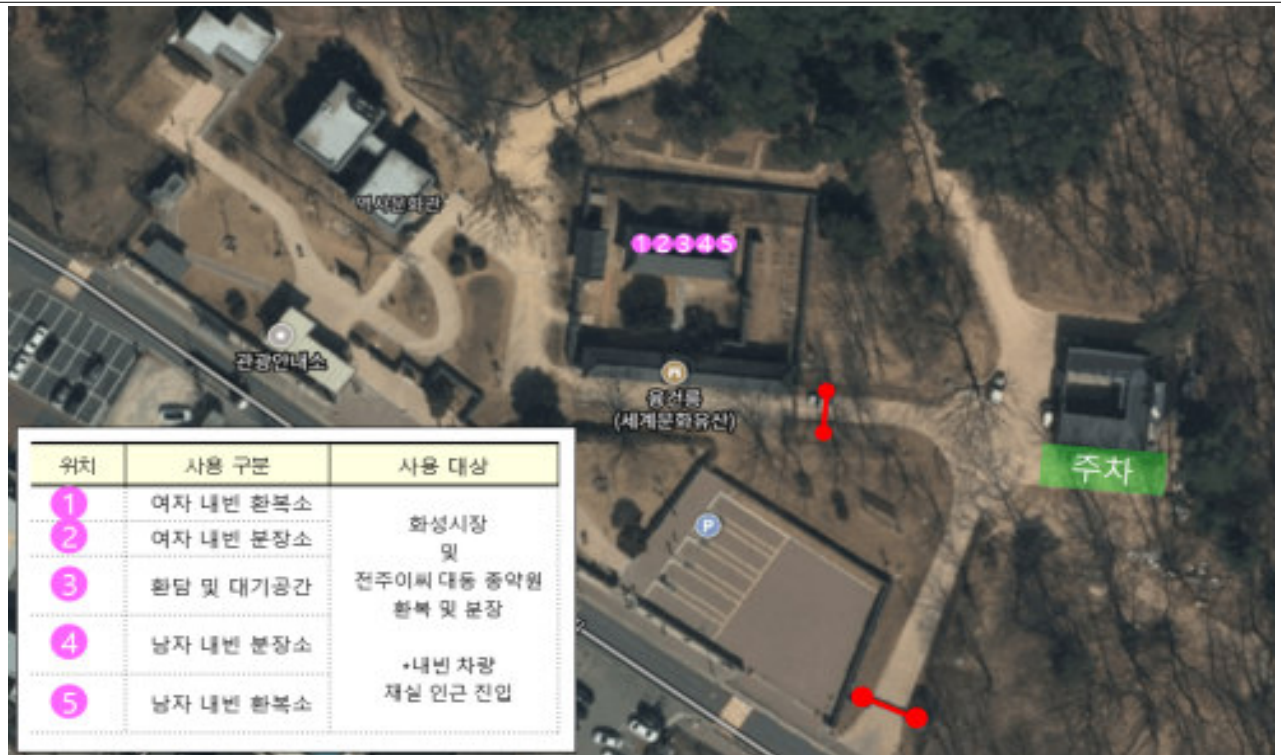 역사문화관
1 2 3 4 5
관광안내소
융건릉
(세계문화유산)
주차
P
위치 사용 구분 사용 대상
1 여자 내빈 환복소
2 여자 내빈 분장소
3 환담 및 대기공간
4 남자 내빈 분장소
5 남자 내빈 환복소
화성시장
및
전주이씨 대동 종약원
환복 및 분장
+내빈 차량
재실 인근 진입